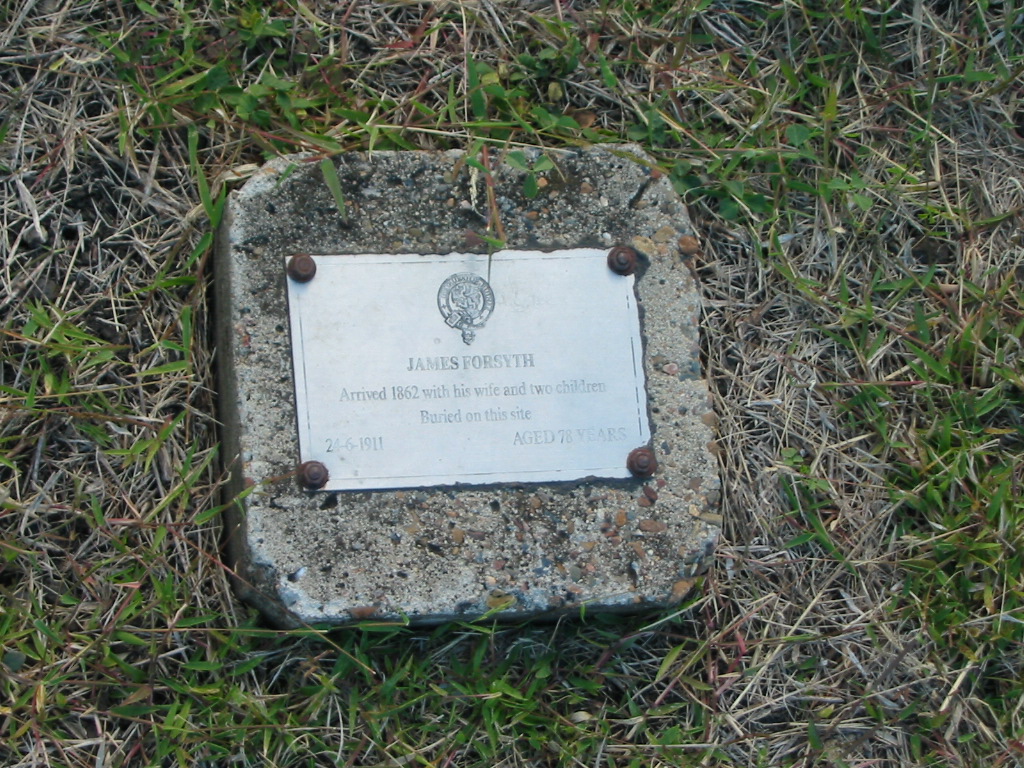 JAMES FORSYTH
Arrived 1862 with his wife and two children
Buried on this site
24-6-1911 AGED 78 YEARS